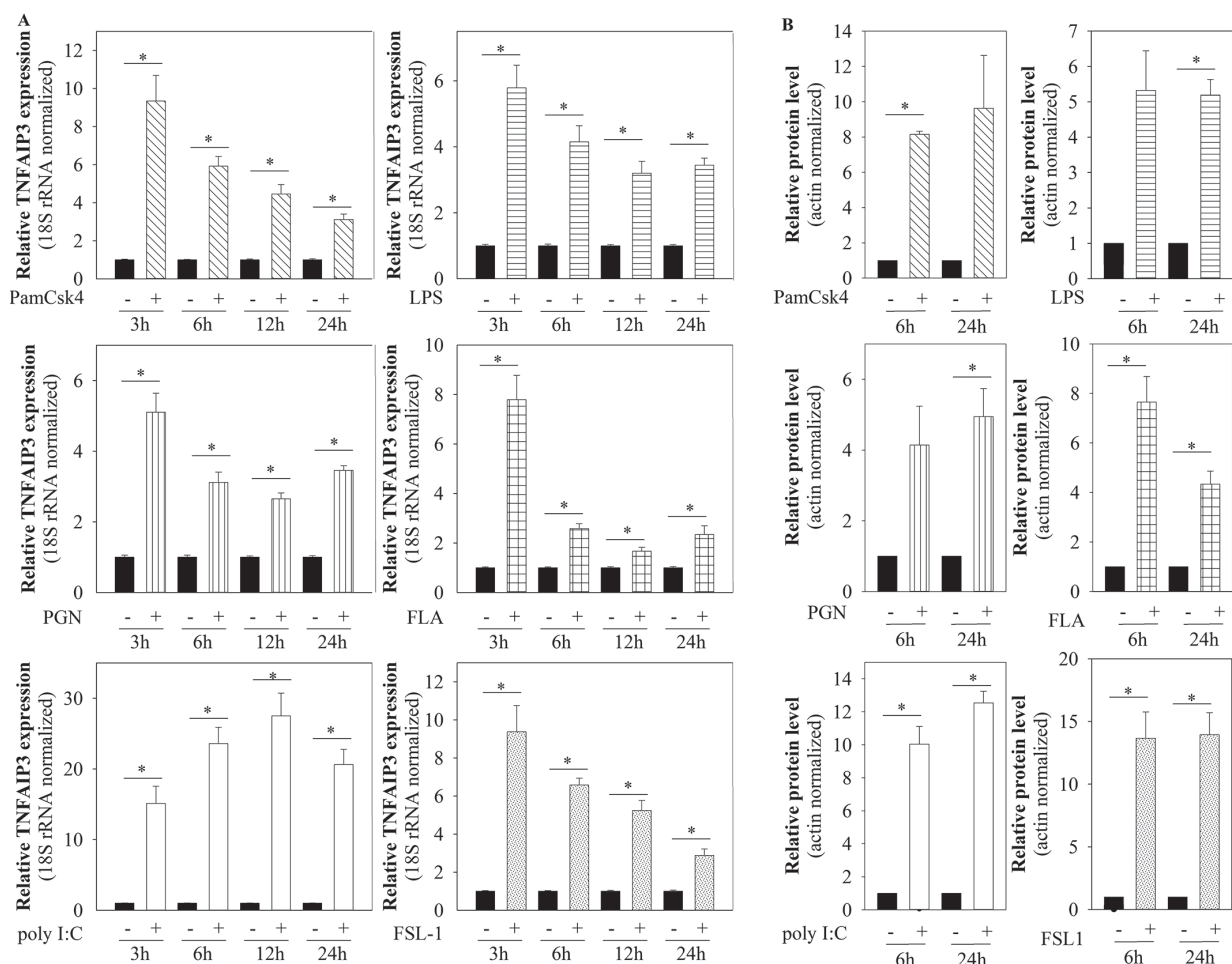 A
Relative TNFAIP3 expression
(18S rRNA normalized)
12
10
8
6
4
2
0
*
*
*
*
PamCsk4
- + - + - + - +
3h 6h 12h 24h
Relative TNFAIP3 expression
(18S rRNA normalized)
6
4
2
0
*
*
*
*
LPS
- + - + - + - +
3h 6h 12h 24h
Relative TNFAIP3 expression
(18S rRNA normalized)
6
4
2
0
*
*
*
*
PGN
- + - + - + - +
3h 6h 12h 24h
Relative TNFAIP3 expression
(18S rRNA normalized)
10
8
6
4
2
0
*
*
*
*
FLA
- + - + - + - +
3h 6h 12h 24h
Relative TNFAIP3 expression
(18S rRNA normalized)
30
20
10
0
*
*
*
*
poly I:C
- + - + - + - +
3h 6h 12h 24h
Relative TNFAIP3 expression
(18S rRNA normalized)
12
10
8
6
4
2
0
*
*
*
*
FSL-1
- + - + - + - +
3h 6h 12h 24h
B
Relative protein level
(actin normalized)
14
12
10
8
6
4
2
0
*
PamCsk4
- + - +
6h 24h
Relative protein level
(actin normalized)
7
6
5
4
3
2
1
0
*
LPS
- + - +
6h 24h
Relative protein level
(actin normalized)
6
4
2
0
*
PGN
- + - +
6h 24h
Relative protein level
(actin normalized)
10
8
6
4
2
0
*
*
FLA
- + - +
6h 24h
Relative protein level
(actin normalized)
14
12
10
8
6
4
2
0
*
*
poly I:C
- + - +
6h 24h
Relative protein level
(actin normalized)
20
15
10
5
0
*
*
FSL1
- + - +
6h 24h